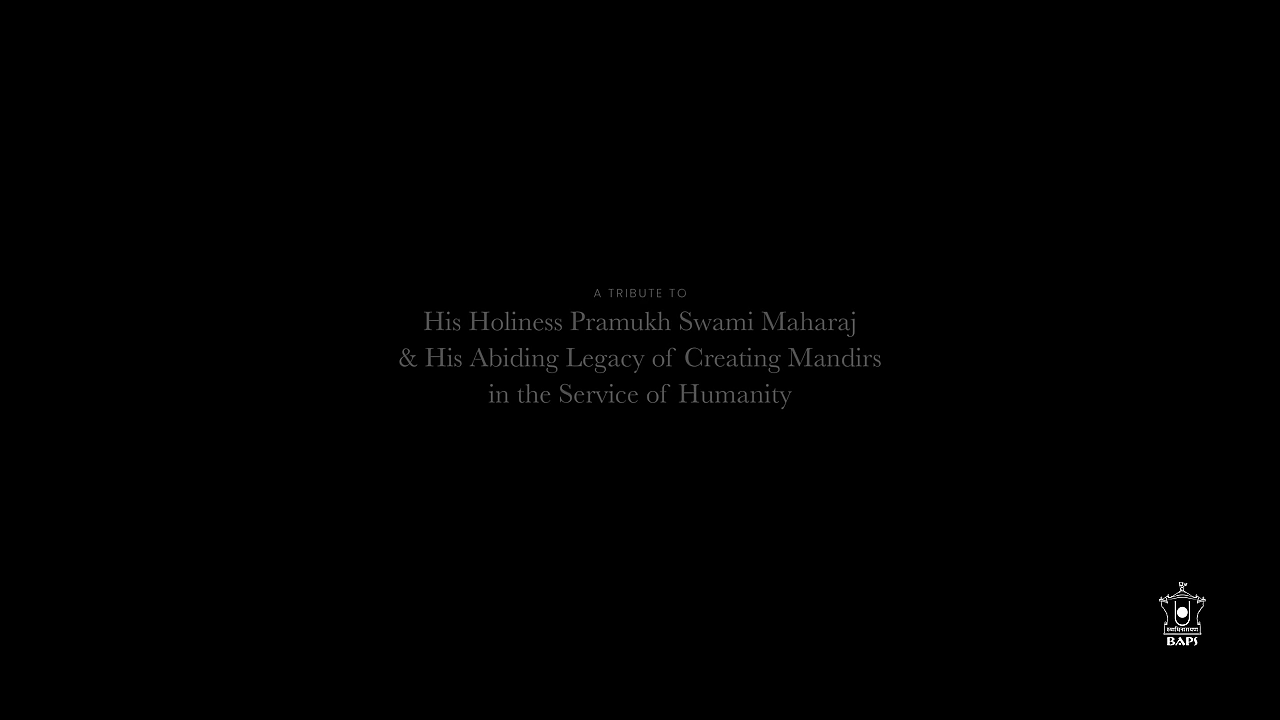 A TRIBUTE TO
His Holiness Pramukh Swami Maharaj
& His Abiding Legacy of Creating Mandirs
in the Service of Humanity
BAPS